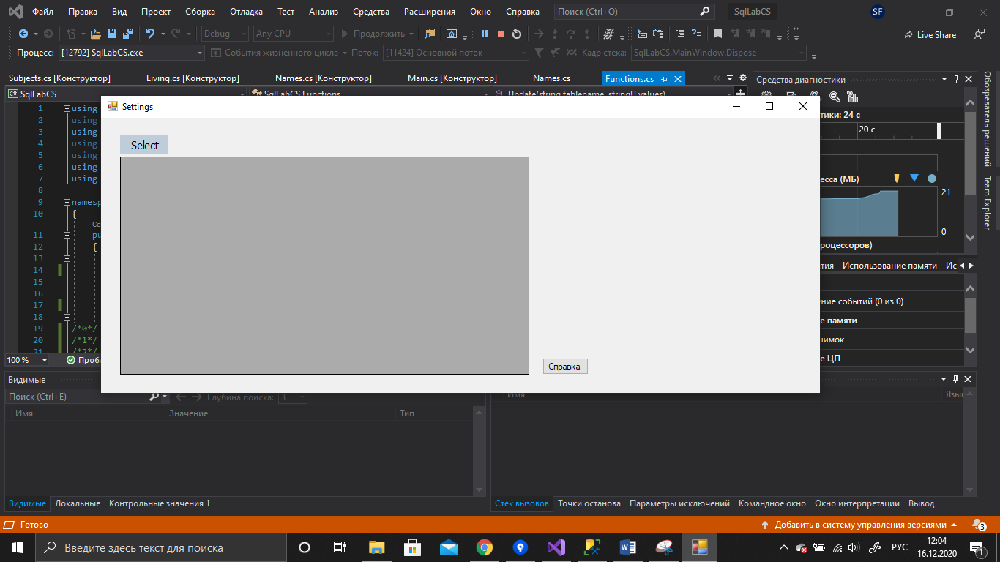 Файл Правка Вид Проект Сборка Отладка Тест Анализ Средства Расширения Окно Справка Поиск (Ctrl+Q) SqlLabCS SF
Debug Any CPU Продолжить Live Share
Процесс: [12792] SqlLabCS.exe События жизненного цикла Поток: [11424] Основной поток Кадр стека: SqlLabCS.MainWindow.Dispose
Subjects.cs [Конструктор] Living.cs [Конструктор] Names.cs [Конструктор] Main.cs [Конструктор] Names.cs Functions.cs
SqlLabCS SqlLabCS.Functions Update(string tablename, string[] values)
Средства диагностики
Обозреватель решений
Team Explorer
Settings
Select
Справка
1 using
2 using
3 using
4 using
5 using
6 using
7 using
8
9 namesp
10 {
11 pu
12 {
13
14
15
16
17
18
19 /*0*/
20 /*1*/
21 /*2*/
100 % Проб
тики: 24 с
20 с
есса (МБ)
21
0
роцессоров)
тия Использование памяти Ис
ение событий (0 из 0)
е памяти
нимок
е ЦП
Видимые
Поиск (Ctrl+E) Глубина поиска: 3
Имя Значение Тип
Имя Язык
Видимые Локальные Контрольные значения 1
Стек вызовов Точки останова Параметры исключений Командное окно Окно интерпретации Вывод
Готово Добавить в систему управления версиями 3
Введите здесь текст для поиска РУС 12:04
16.12.2020 1